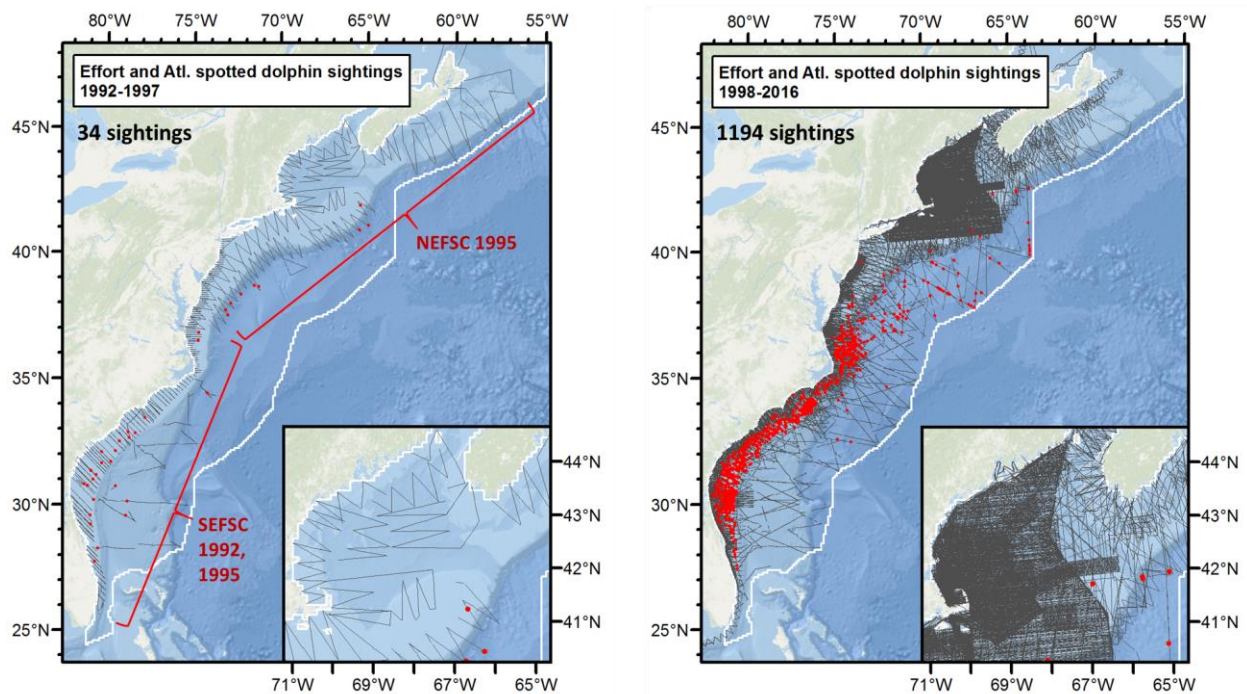 80°W 75°W 70°W 65°W 60°W 55°W
Effort and Atl. spotted dolphin sightings
1992-1997
34 sightings
45°N
40°N
35°N
30°N
25°N
NEFSC 1995
SEFSC
1992,
1995
44°N
43°N
42°N
41°N
71°W 69°W 67°W 65°W
80°W 75°W 70°W 65°W 60°W 55°W
Effort and Atl. spotted dolphin sightings
1998-2016
1194 sightings
45°N
40°N
35°N
30°N
25°N
44°N
43°N
42°N
41°N
71°W 69°W 67°W 65°W